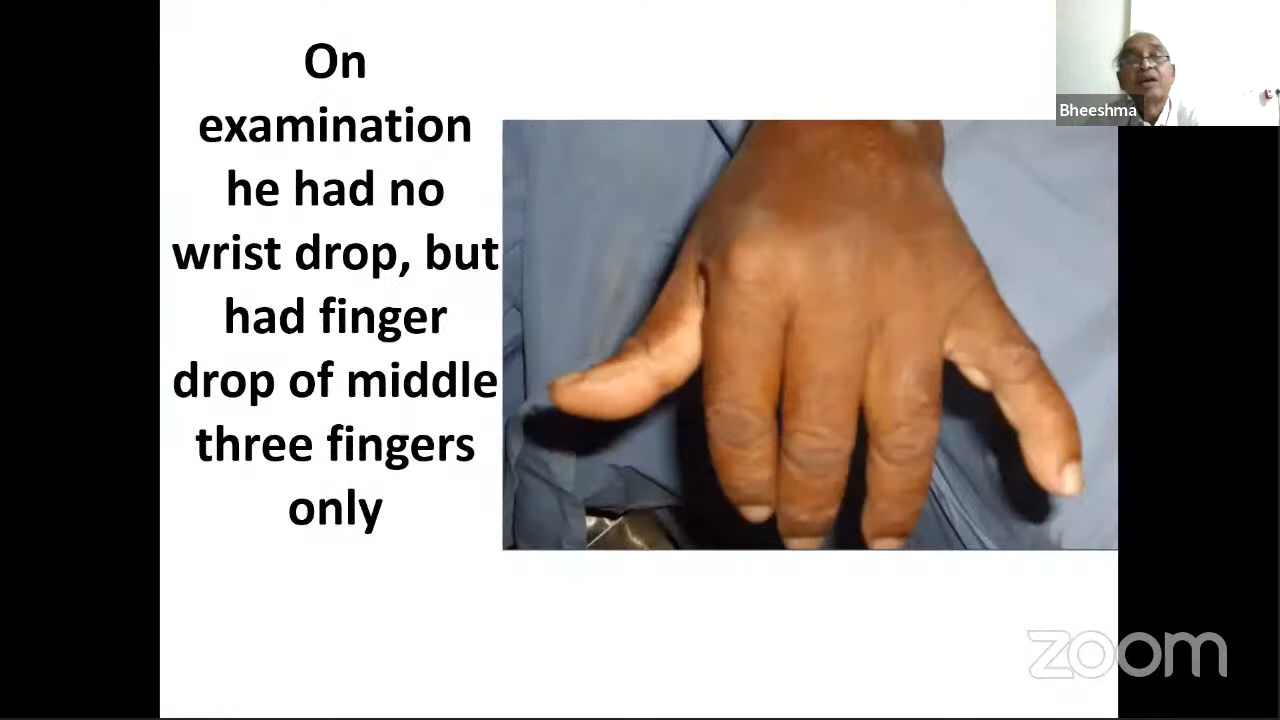 On
examination
he had no
wrist drop, but
had finger
drop of middle
three fingers
only
Bheeshma
zoom